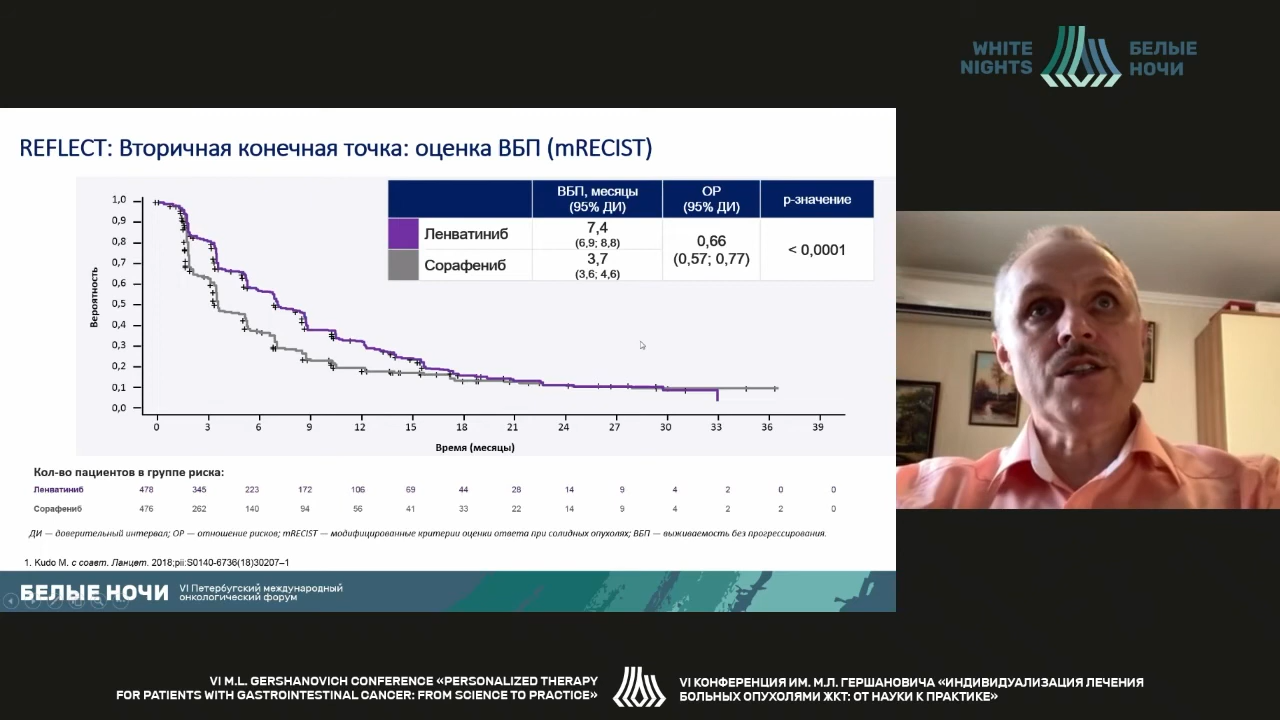 WHITE
NIGHTS
БЕЛЫЕ
НОЧИ
REFLECT: Вторичная конечная точка: оценка ВБП (mRECIST)
ВБП, месяцы
(95% ДИ)
ОР
(95% ДИ)
р-значение
Ленватиниб
7,4
(6,9; 8,8)
0,66
(0,57; 0,77)
< 0,0001
Сорафениб
3,7
(3,6; 4,6)
Вероятность
1,0
0,9
0,8
0,7
0,6
0,5
0,4
0,3
0,2
0,1
0,0
0 3 6 9 12 15 18 21 24 27 30 33 36 39
Время (месяцы)
Кол-во пациентов в группе риска:
Ленватиниб 478 345 223 172 106 69 44 28 14 9 4 2 0 0
Сорафениб 476 262 140 94 56 41 33 22 14 9 4 2 2 0
ДИ — доверительный интервал; ОР — отношение рисков; mRECIST — модифицированные критерии оценки ответа при солидных опухолях; ВБП — выживаемость без прогрессирования.
1. Kudo M. с соавт. Ланцет. 2018;pii:S0140-6736(18)30207–1
БЕЛЫЕ НОЧИ
VI Петербугский международный
онкологический форум
VI M.L. GERSHANOVICH CONFERENCE «PERSONALIZED THERAPY
FOR PATIENTS WITH GASTROINTESTINAL CANCER: FROM SCIENCE TO PRACTICE»
VI КОНФЕРЕНЦИЯ ИМ. М.Л. ГЕРШАНОВИЧА «ИНДИВИДУАЛИЗАЦИЯ ЛЕЧЕНИЯ
БОЛЬНЫХ ОПУХОЛЯМИ ЖКТ: ОТ НАУКИ К ПРАКТИКЕ»